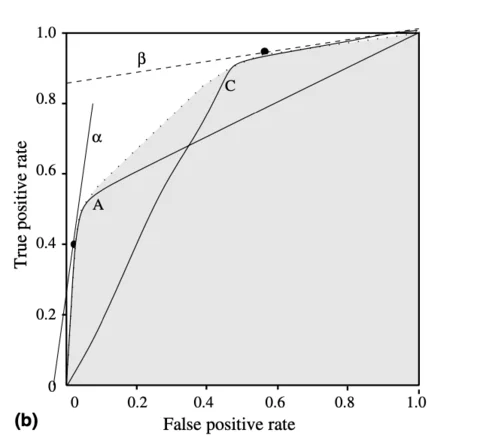 1.0
β
C
0.8
α
0.6
A
0.4
0.2
0
0 0.2 0.4 0.6 0.8 1.0
True positive rate
False positive rate
(b)